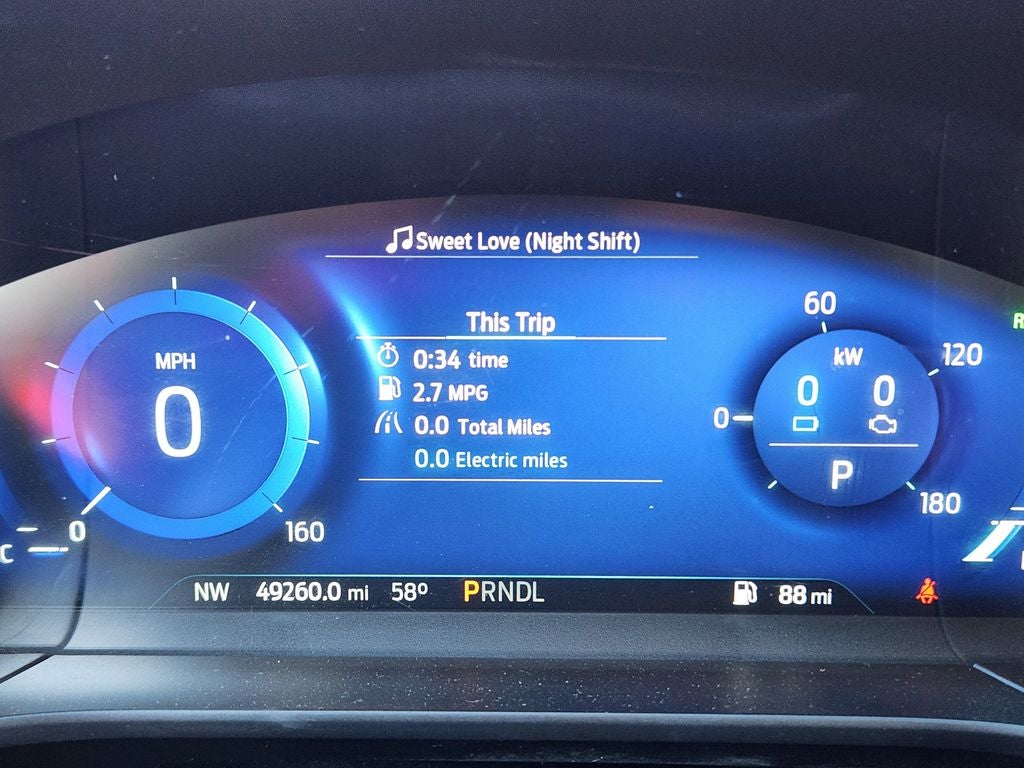 Sweet Love (Night Shift)
This Trip
0:34 time
2.7 MPG
0.0 Total Miles
0.0 Electric miles
MPH
0
0
160
C
60
kW
120
0
0
0
P
180
NW 49260.0 mi 58º PRNDL 88 mi
R